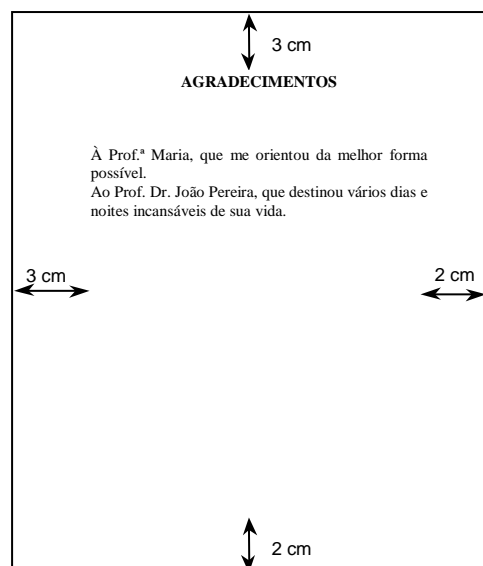 3 cm
AGRADECIMENTOS
À Prof.ª Maria, que me orientou da melhor forma
possível.
Ao Prof. Dr. João Pereira, que destinou vários dias e
noites incansáveis de sua vida.
3 cm
2 cm
2 cm